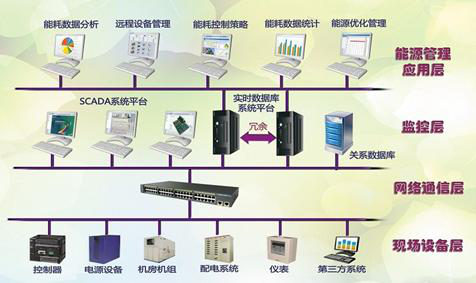 能耗数据分析
远程设备管理
能耗控制策略
能耗数据统计
能源优化管理
能源管理
应用层
SCADA系统平台
实时数据库
系统平台
冗余
监控层
关系数据库
网络通信层
现场设备层
控制器
电源设备
机房机组
配电系统
仪表
第三方系统